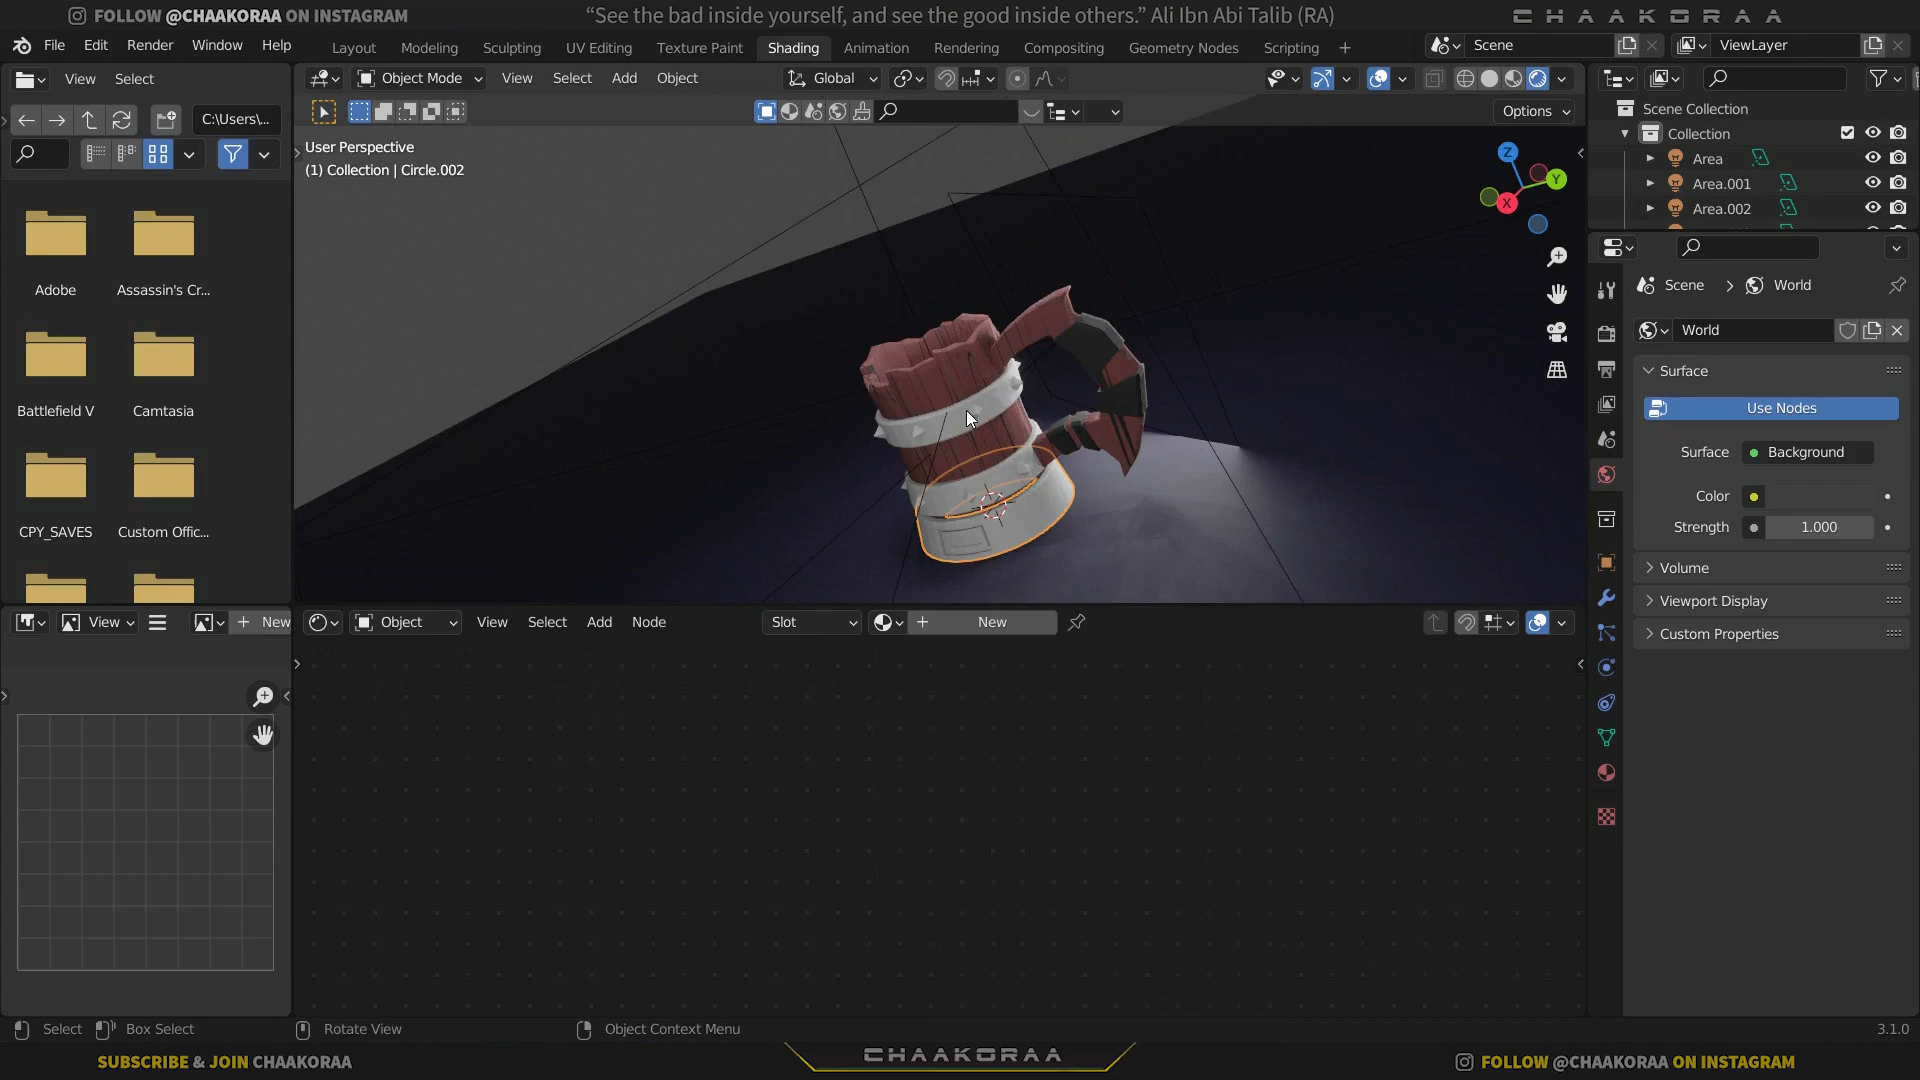 FOLLOW @CHAAKORAA ON INSTAGRAM
“See the bad inside yourself, and see the good inside others.” Ali Ibn Abi Talib (RA)
CHAAKORAA
File Edit Render Window Help
Layout Modeling Sculpting UV Editing Texture Paint Shading Animation Rendering Compositing Geometry Nodes Scripting +
Scene
ViewLayer
View Select
Object Mode View Select Add Object
Global
C:\Users\...
Options
User Perspective
(1) Collection | Circle.002
Z
Y
X
Scene Collection
Collection
Area
Area.001
Area.002
Adobe
Assassin's Cr...
Battlefield V
Camtasia
CPY_SAVES
Custom Offic...
Scene > World
World
Surface
Use Nodes
Surface Background
Color
Strength 1.000
Volume
Viewport Display
Custom Properties
View
+ New
Object View Select Add Node
Slot
+ New
Select Box Select Rotate View Object Context Menu
3.1.0
SUBSCRIBE & JOIN CHAAKORAA
CHAAKORAA
FOLLOW @CHAAKORAA ON INSTAGRAM